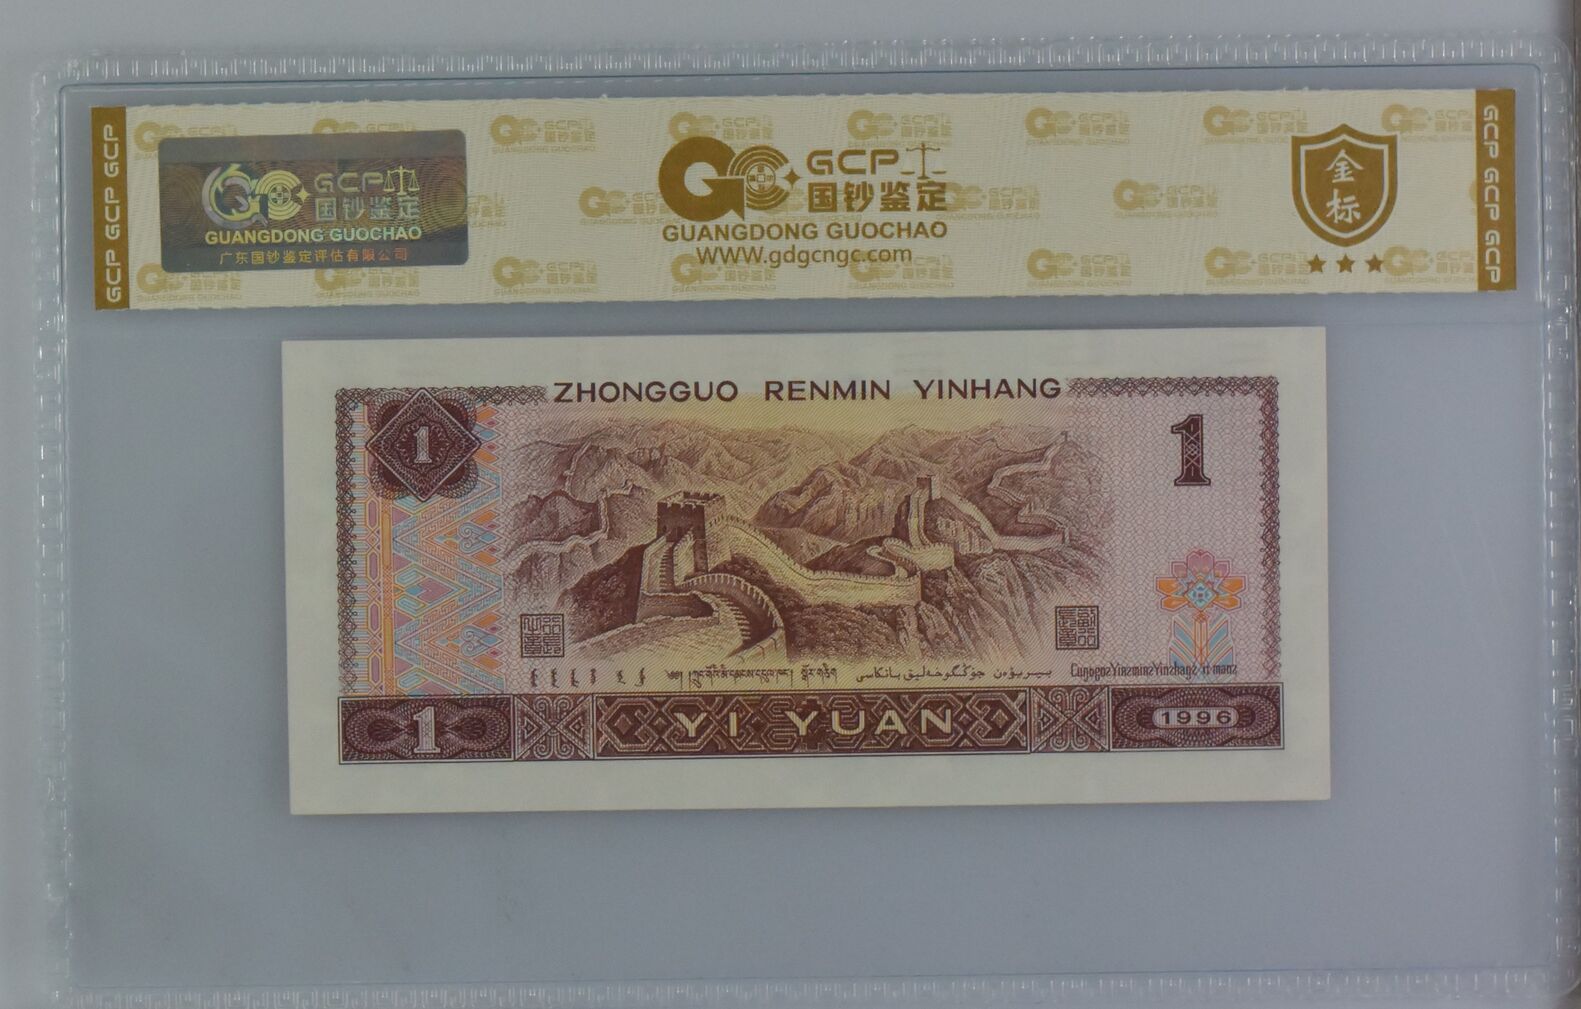 GCP GCP GCP
GCP
国钞鉴定
GUANGDONG GUOCHAO
广东国钞鉴定评估有限公司
GCP
国钞鉴定
GUANGDONG GUOCHAO
WWW.gdgcngc.com
金
标
GCP GCP GCP
ZHONGGUO RENMIN YINHANG
1
1
1
YI YUAN
1996